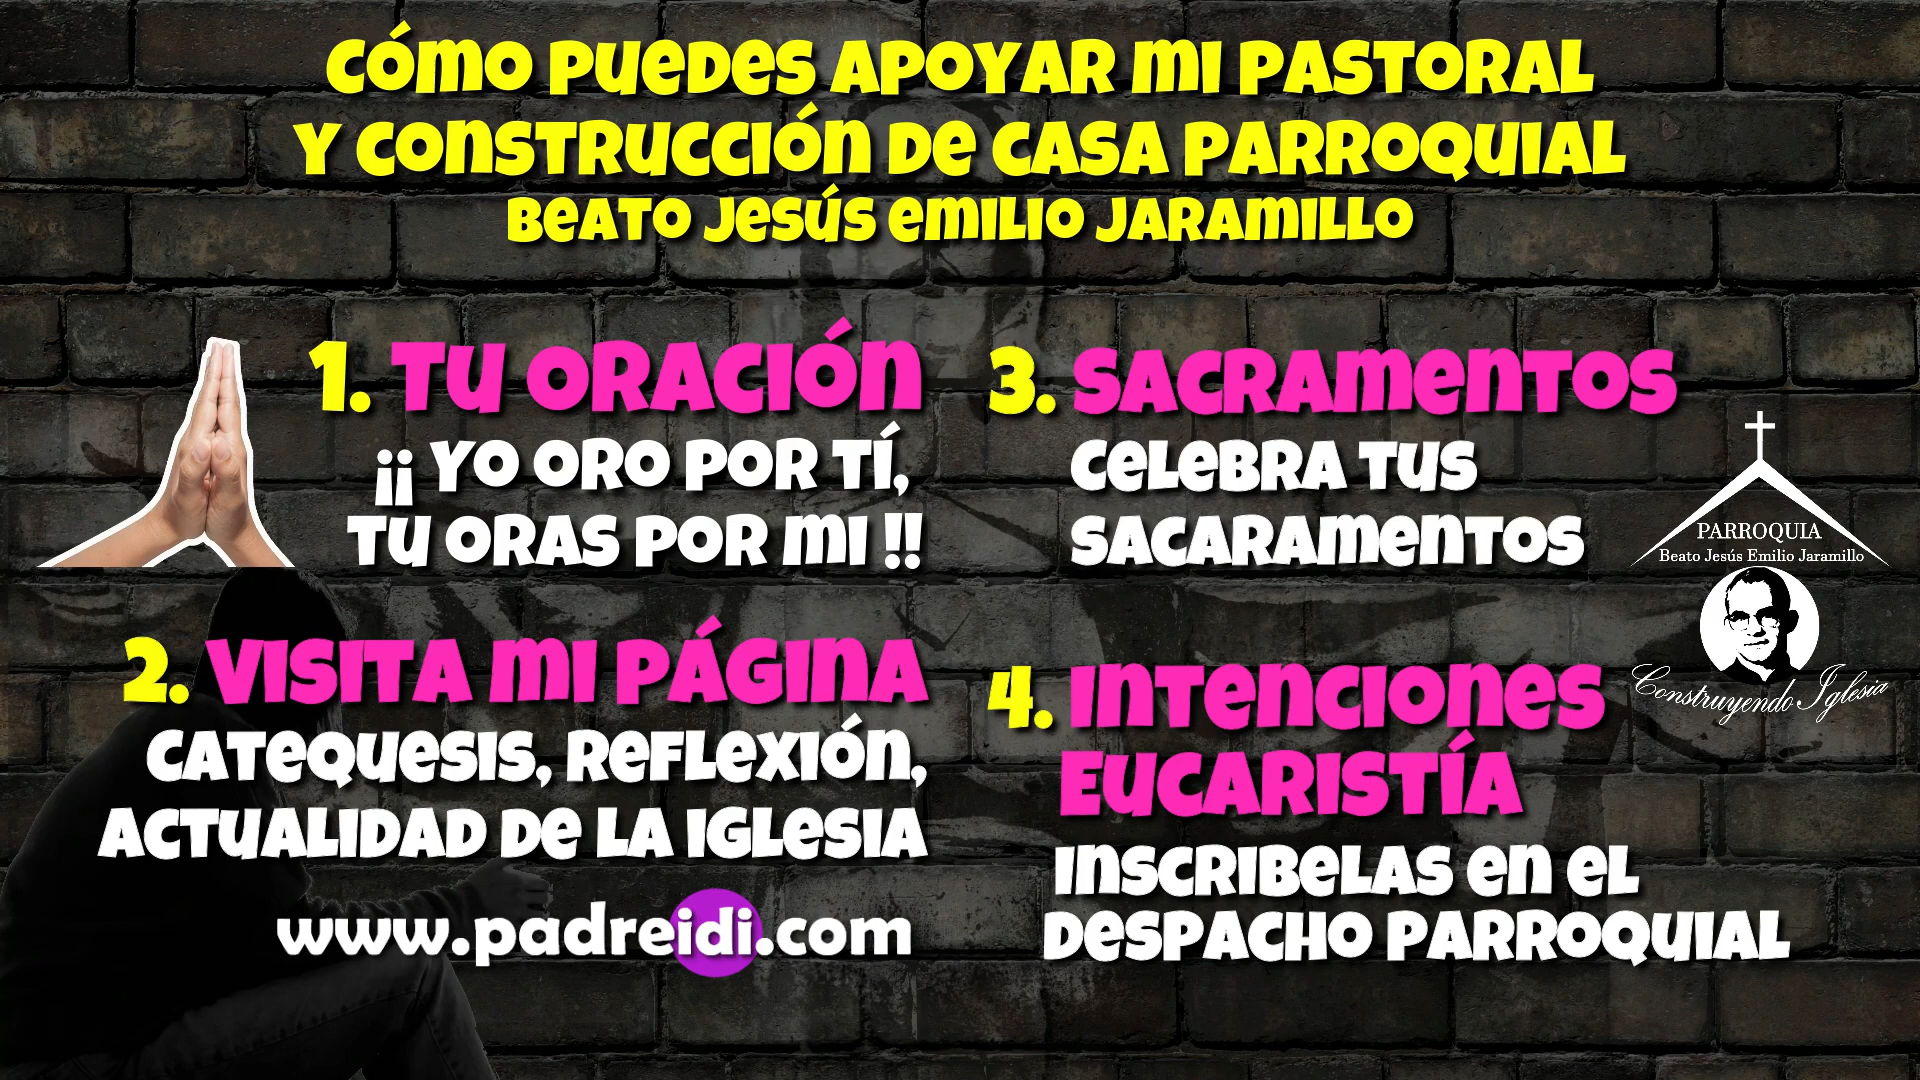 Cómo puedes apoyar mi pastoral
y construcción de casa parroquial
Beato Jesús Emilio Jaramillo
1. Tu oración
¡¡ Yo oro por tí,
tu oras por mi !!
2. Visita mi página
Catequesis, reflexión,
actualidad de la iglesia
www.padreidi.com
3. Sacramentos
Celebra tus
sacaramentos
4. Intenciones
Eucaristía
Inscribelas en el
despacho parroquial
PARROQUIA
Beato Jesús Emilio Jaramillo
Construyendo Iglesia